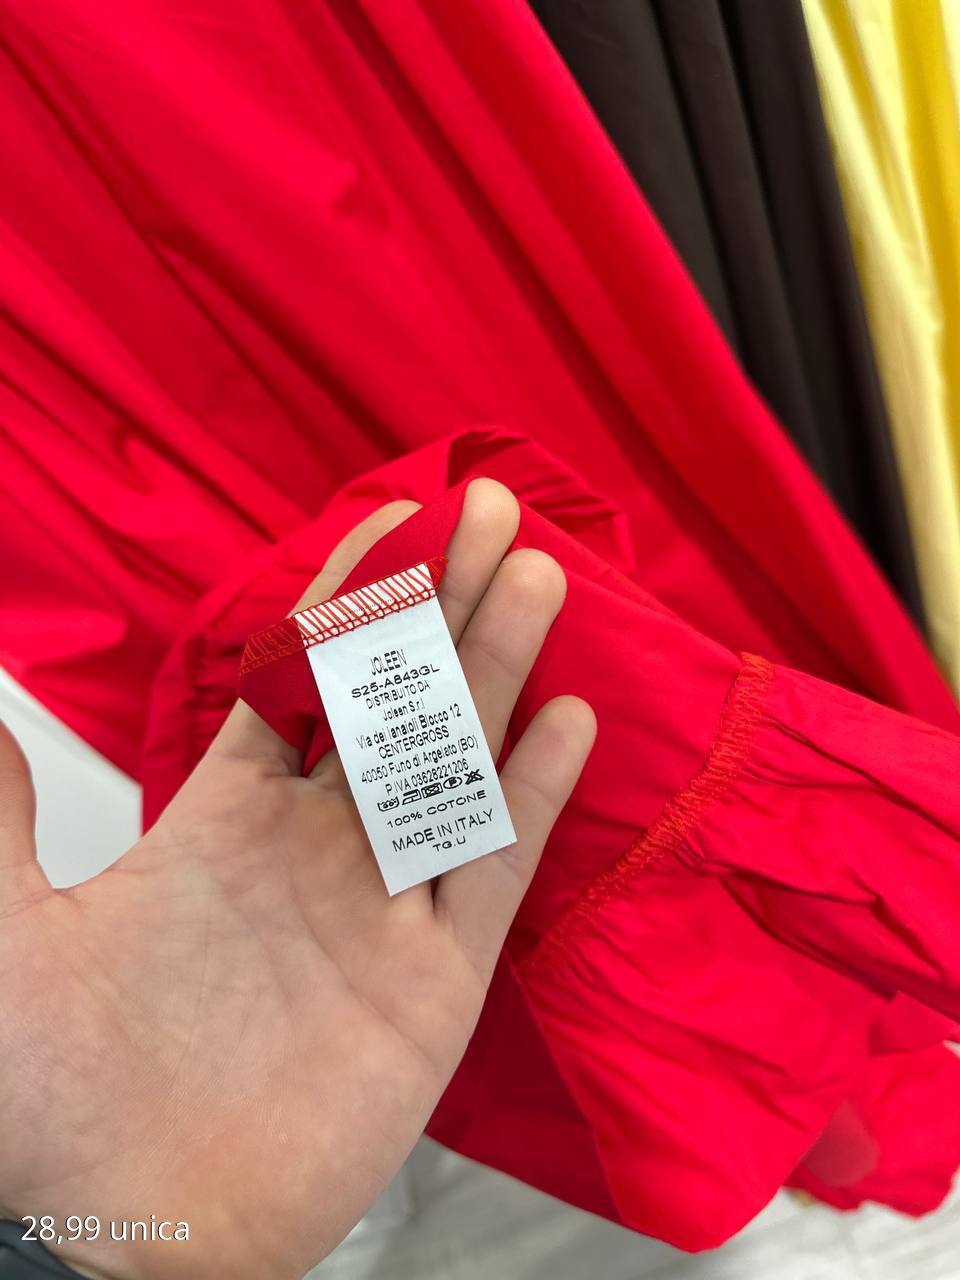 JOLEEN
S25-A843GL
DISTRIBUITO DA
Joleen S.r.l
Via dei lanaioli Blocco 12
CENTERGROSS
40050 Funo di Argelato (BO)
P.IVA 03628221206
100% COTONE
MADE IN ITALY
TG.U
28,99 unica